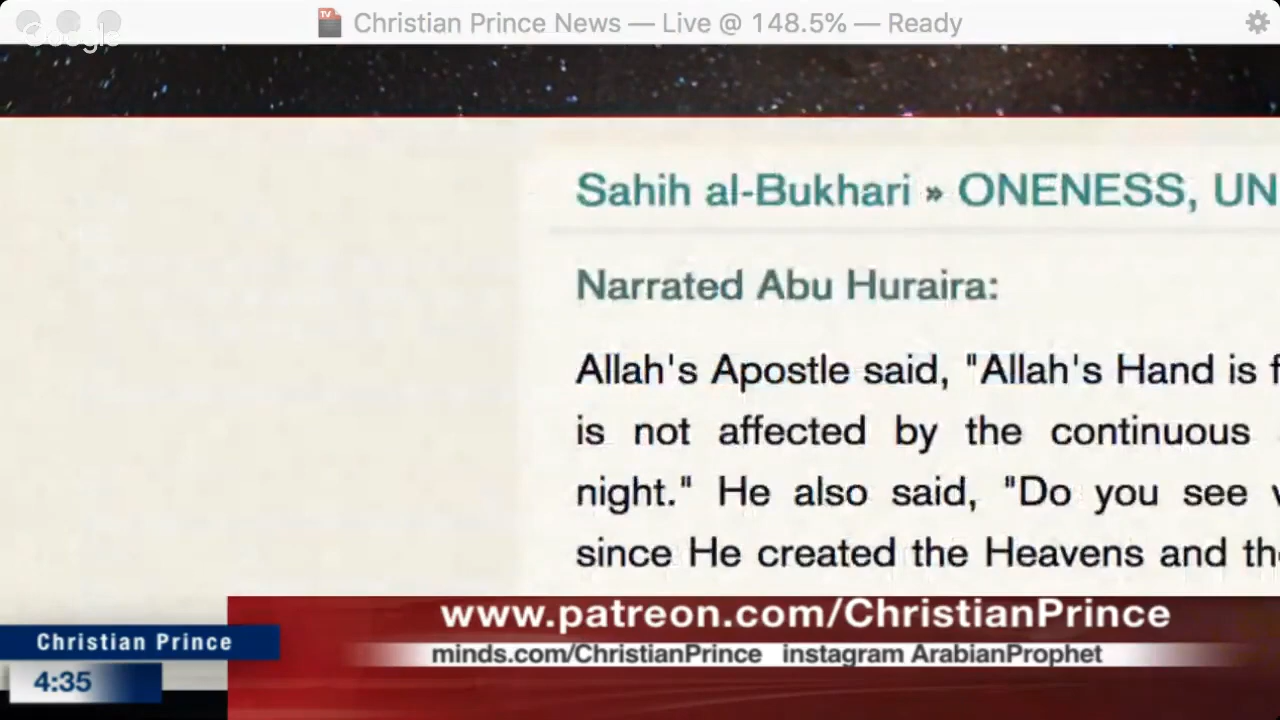 Christian Prince News — Live @ 148.5% — Ready
Google
Sahih al-Bukhari » ONENESS,
Narrated Abu Huraira:
Allah's Apostle said, "Allah's Hand is
is not affected by the continuous
night." He also said, "Do you see
since He created the Heavens and
www.patreon.com/ChristianPrince
minds.com/ChristianPrince instagram ArabianProphet
Christian Prince
4:35